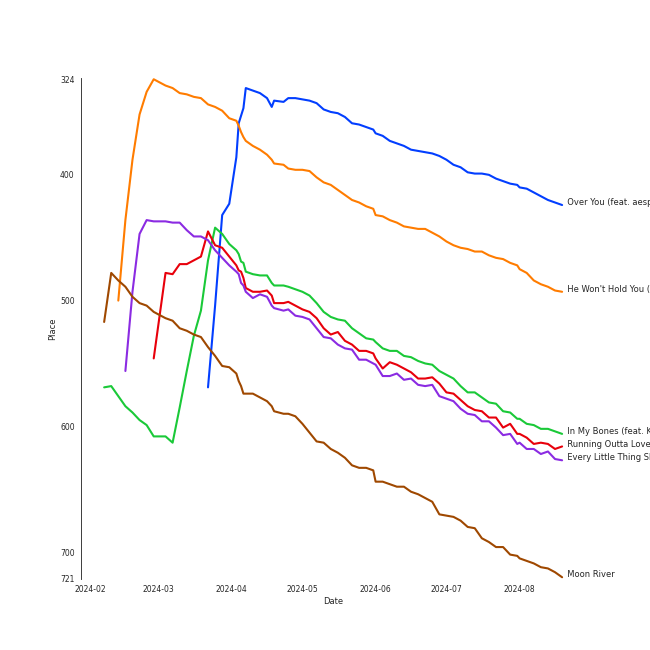 324
400
500
600
700
721
Place
2024-02
2024-03
2024-04
2024-05
2024-06
2024-07
2024-08
Date
Over You (feat. aesp
He Won't Hold You (
In My Bones (feat. K
Running Outta Love
Every Little Thing S
Moon River